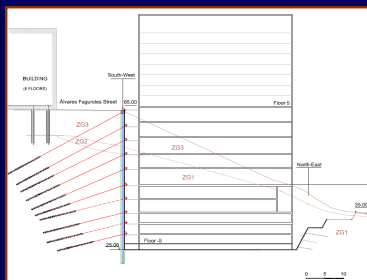 BUILDING
(6 FLOORS)
South-West
Álvares Fagundes Street
65.00
Floor 5
ZG3
ZG2
ZG3
ZG1
North-East
35.00
ZG1
Floor -5
25.00
0 5 10